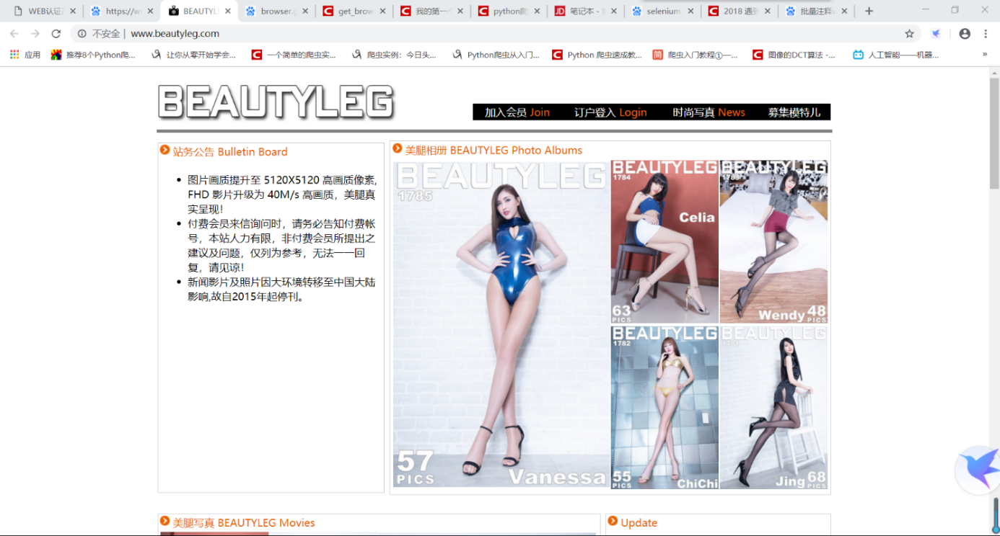 WEB认证
https://w
BEAUTYL
browser.g
get_brow
我的第一个
python爬
笔记本 -
selenium.
2018 遇到
批量注释
不安全 | www.beautyleg.com
应用
推荐8个Python爬...
让你从零开始学会...
一个简单的爬虫实...
爬虫实例：今日头...
Python爬虫从入门...
Python 爬虫速成教...
爬虫入门教程①—...
图像的DCT算法 -...
人工智能——机器...
»
BEAUTYLEG
加入会员 Join
订户登入 Login
时尚写真 News
募集模特儿
站务公告 Bulletin Board
图片画质提升至 5120X5120 高画质像素,
FHD 影片升级为 40M/s 高画质，美腿真
实呈现！
付费会员来信询问时，请务必告知付费帐
号，本站人力有限，非付费会员所提出之
建议及问题，仅列为参考，无法一一回
复，请见谅！
新闻影片及照片因大环境转移至中国大陆
影响,故自2015年起停刊。
美腿相册 BEAUTYLEG Photo Albums
BEAUTYLEG
1785
57
PICS
Vanessa
BEAUTYLEG
1784
Celia
63
PICS
BEAUTYLEG
Wendy 48
PICS
BEAUTYLEG
1782
55
PICS
ChiChi
BEAUTYLEG
Jing 68
PICS
美腿写真 BEAUTYLEG Movies
Update